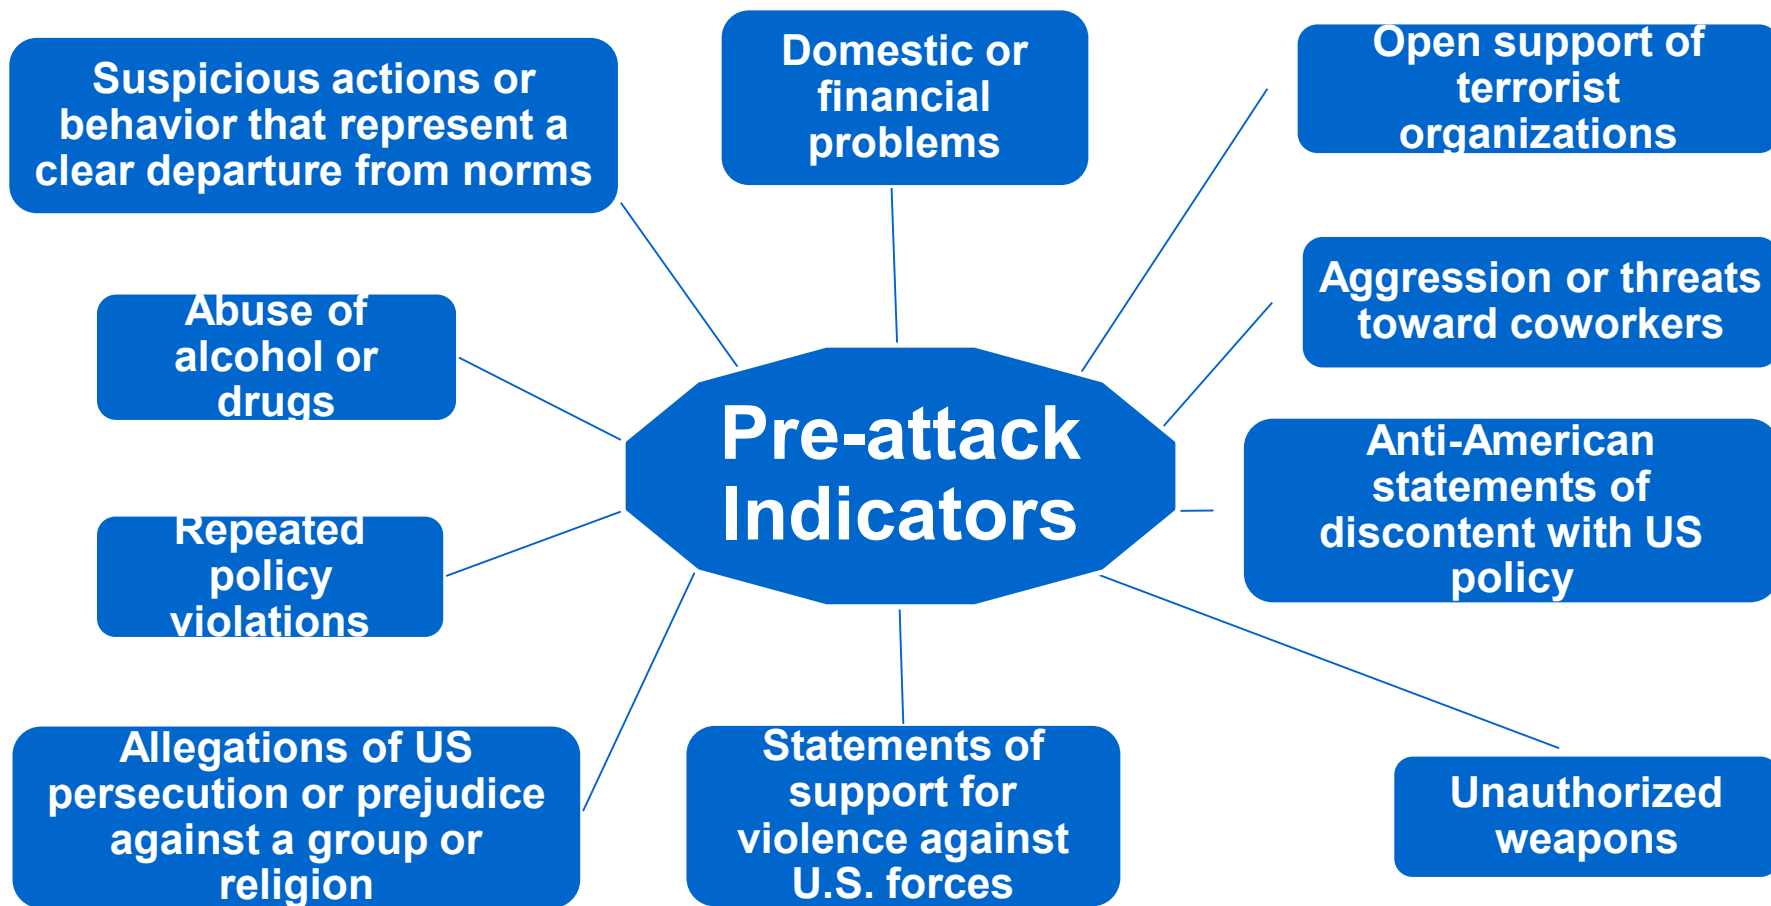 Suspicious actions or
behavior that represent a
clear departure from norms
Domestic or
financial
problems
Open support of
terrorist
organizations
Abuse of
alcohol or
drugs
Aggression or threats
toward coworkers
Pre-attack
Indicators
Anti-American
statements of
discontent with US
policy
Repeated
policy
violations
Allegations of US
persecution or prejudice
against a group or
religion
Statements of
support for
violence against
U.S. forces
Unauthorized
weapons